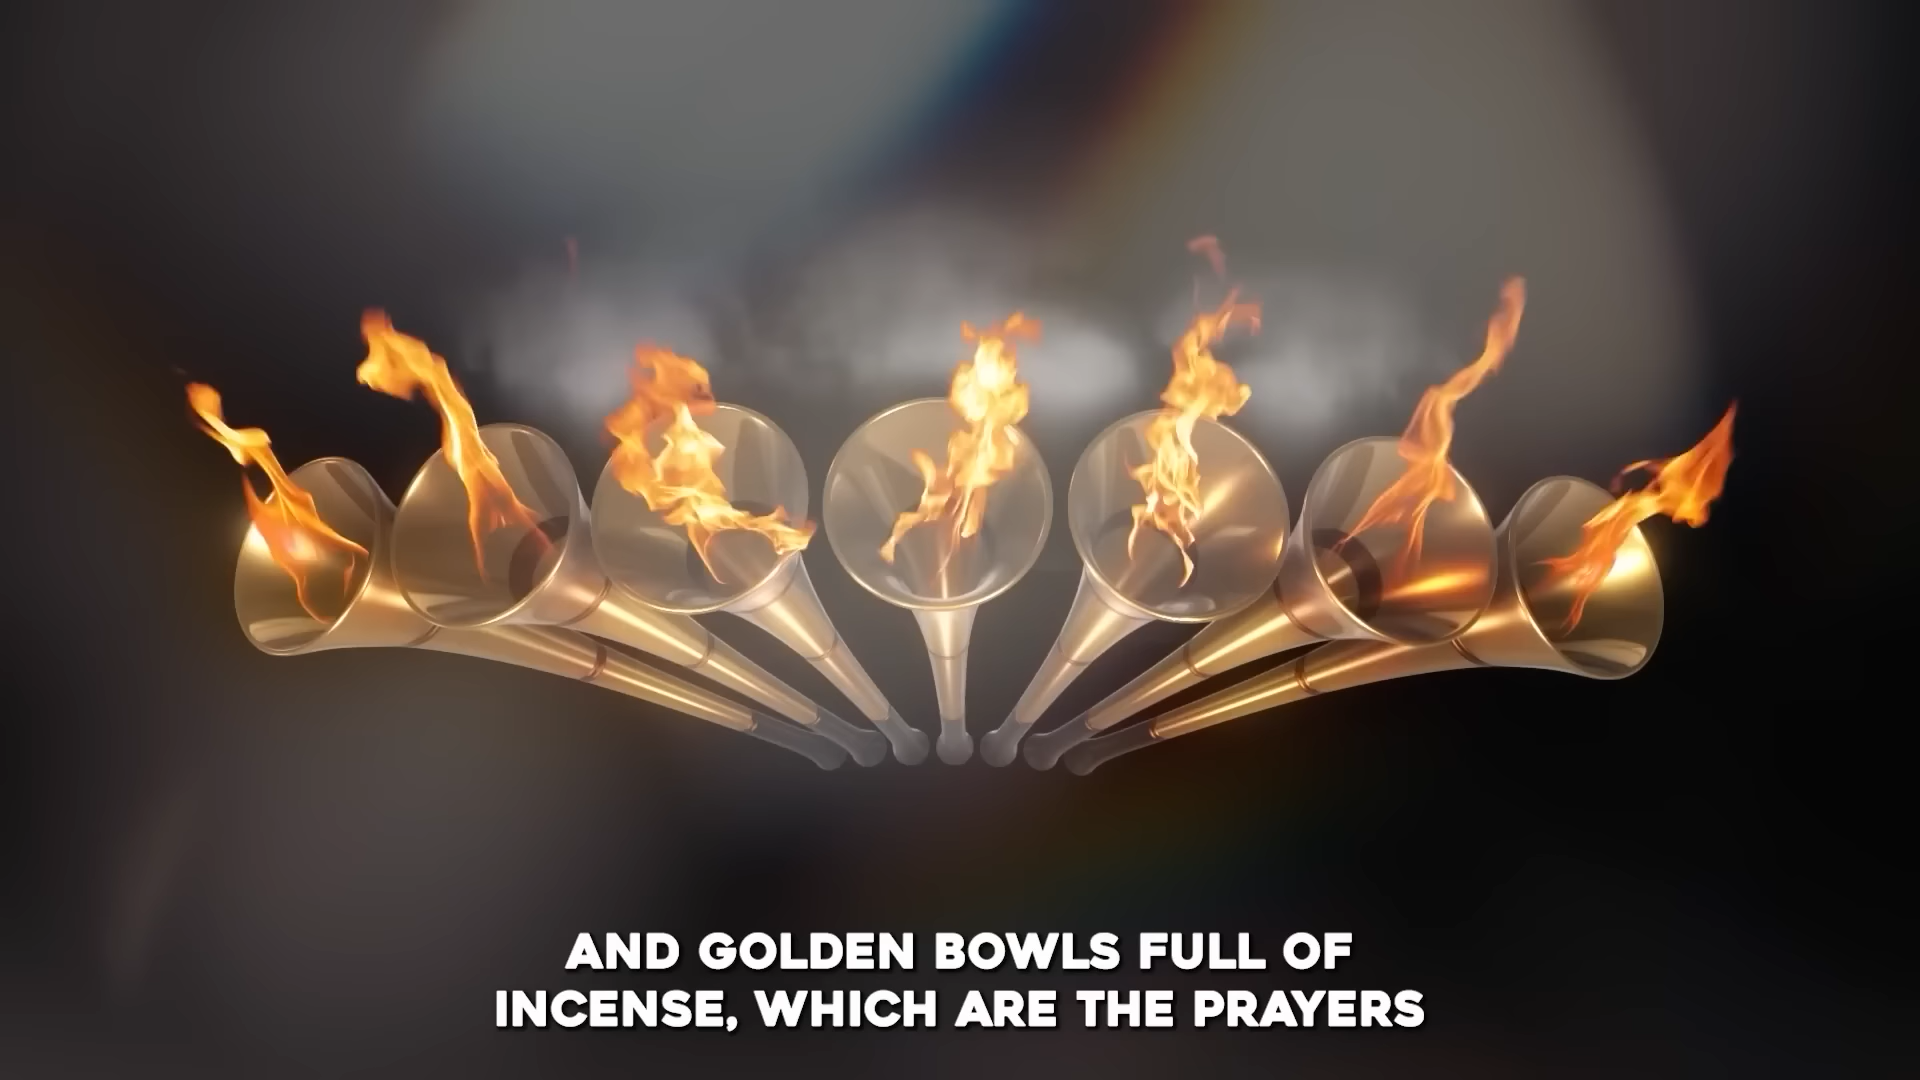 AND GOLDEN BOWLS FULL OF
INCENSE, WHICH ARE THE PRAYERS